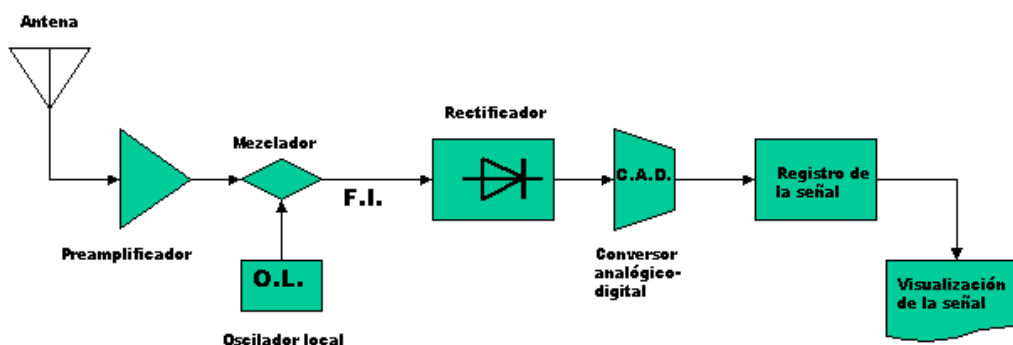 Antena
Rectificador
Mezclador
C.A.D.
Registro de
la señal
F.I.
Preamplificador
Conversor
analógico-
digital
O.L.
Visualización
de la señal
Oscilador local